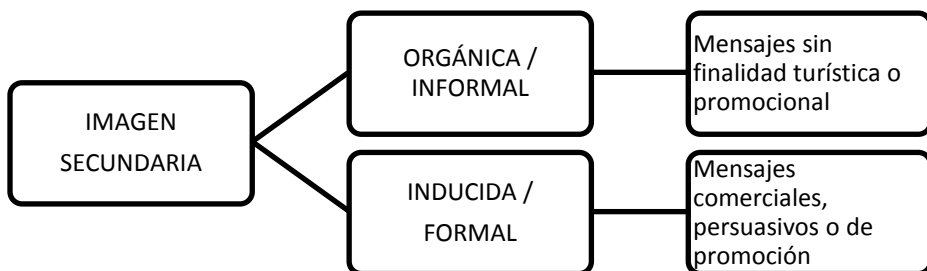 IMAGEN
SECUNDARIA
ORGÁNICA /
INFORMAL
Mensajes sin
finalidad turística o
promocional
INDUCIDA /
FORMAL
Mensajes
comerciales,
persuasivos o de
promoción